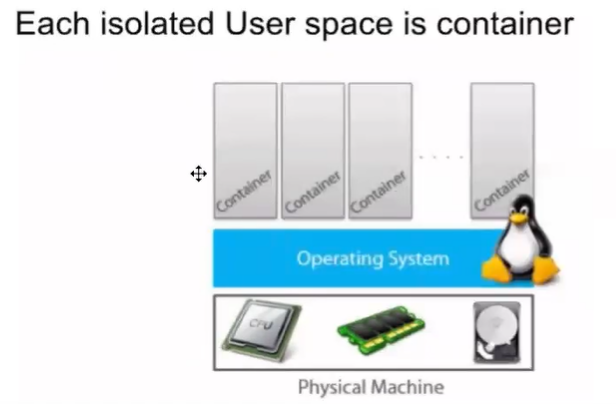 Each isolated User space is container
Container
Container
Container
Container
Operating System
CPU
Physical Machine